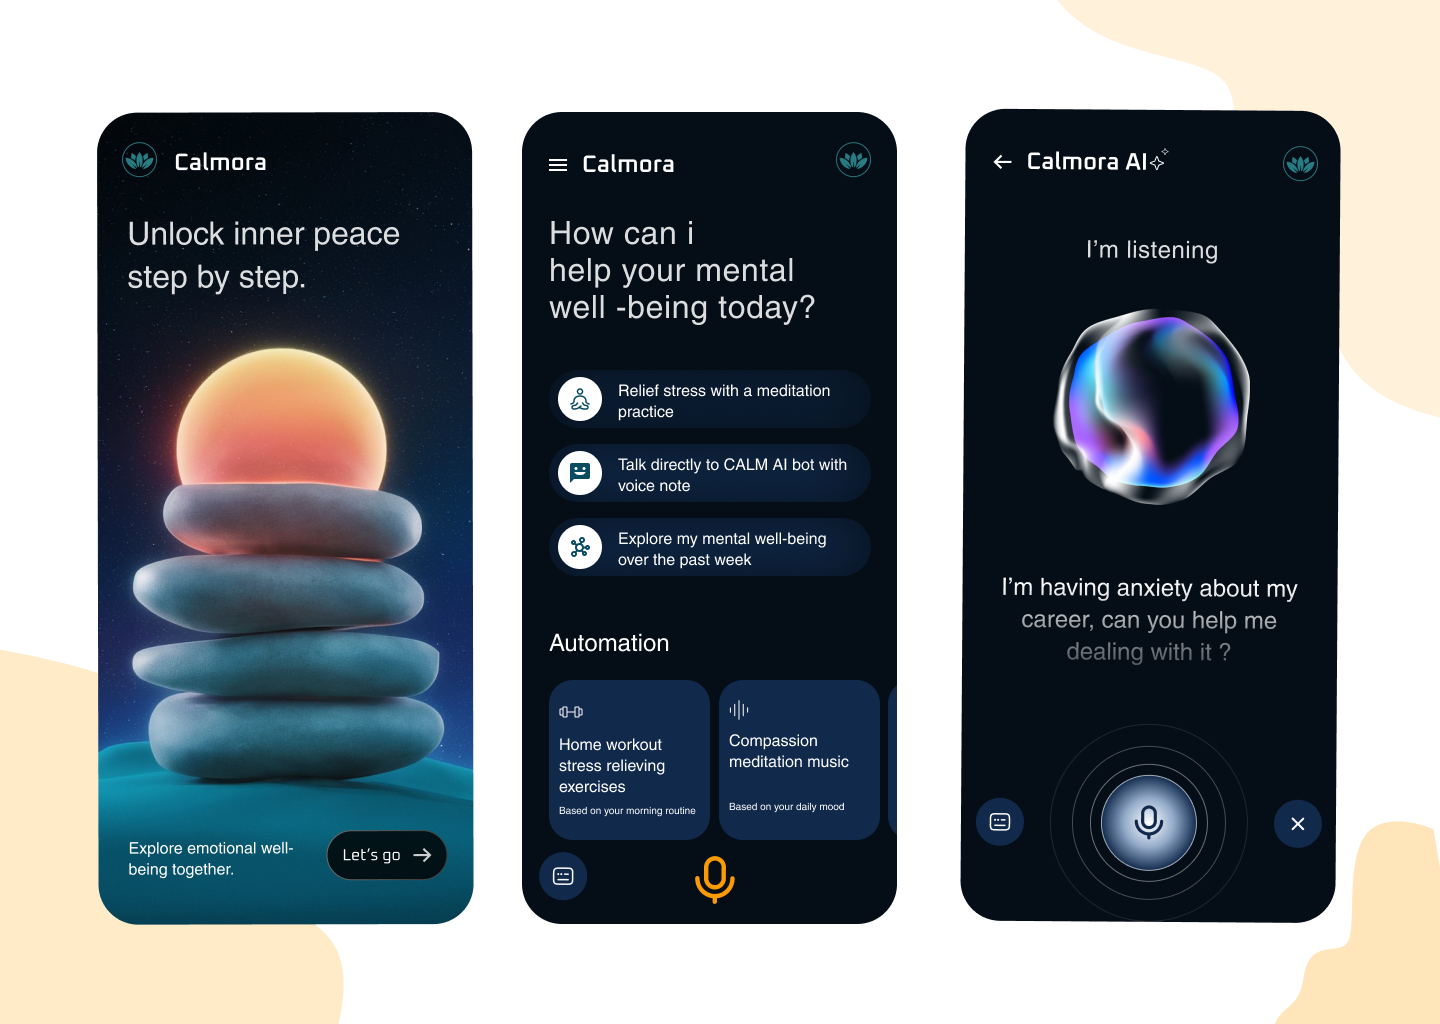 Calmora
Unlock inner peace
step by step.
Explore emotional well-
being together.
Let's go
Calmora
How can i
help your mental
well -being today?
Relief stress with a meditation
practice
Talk directly to CALM AI bot with
voice note
Explore my mental well-being
over the past week
Automation
Home workout
stress relieving
exercises
Based on your morning routine
Compassion
meditation music
Based on your daily mood
Calmora AI
I'm listening
I'm having anxiety about my
career, can you help me
dealing with it ?